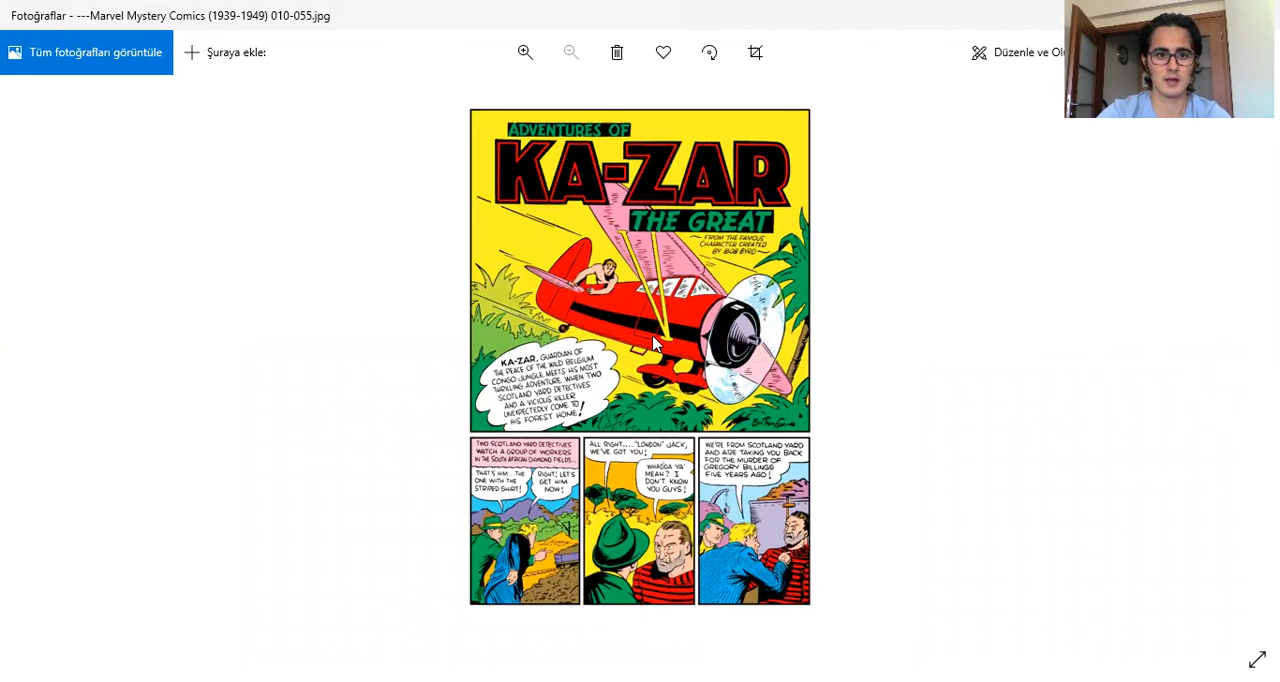 Fotoğraflar - ---Marvel Mystery Comics (1939-1949) 010-055.jpg
Tüm fotoğrafları görüntüle
Şuraya ekle:
Düzenle ve Ol
ADVENTURES OF
KA-ZAR
THE GREAT
FROM THE FAMOUS
CHARACTER CREATED
BY BOB BYRD
KA-ZAR, GUARDIAN OF
THE PEACE OF THE WILD BELGIUM
CONGO JUNGLE, MEETS HIS MOST
THRILLING ADVENTURE WHEN TWO
SCOTLAND YARD DETECTIVES
AND A VICIOUS KILLER
UNEXPECTEDLY COME TO
HIS FOREST HOME!
TWO SCOTLAND YARD DETECTIVES
WATCH A GROUP OF WORKERS
IN THE SOUTH AFRICAN DIAMOND FIELDS...
THAT'S HIM...THE
ONE WITH THE
STRIPED SHIRT!
RIGHT! LET'S
GET HIM
NOW!
ALL RIGHT.... "LONDON" JACK,
WE'VE GOT YOU!
WHADDA YA'
MEAN? I
DON'T KNOW
YOU GUYS!
WE'RE FROM SCOTLAND YARD
AND ARE TAKING YOU BACK
FOR THE MURDER OF
GREGORY BILLINGS
FIVE YEARS AGO!